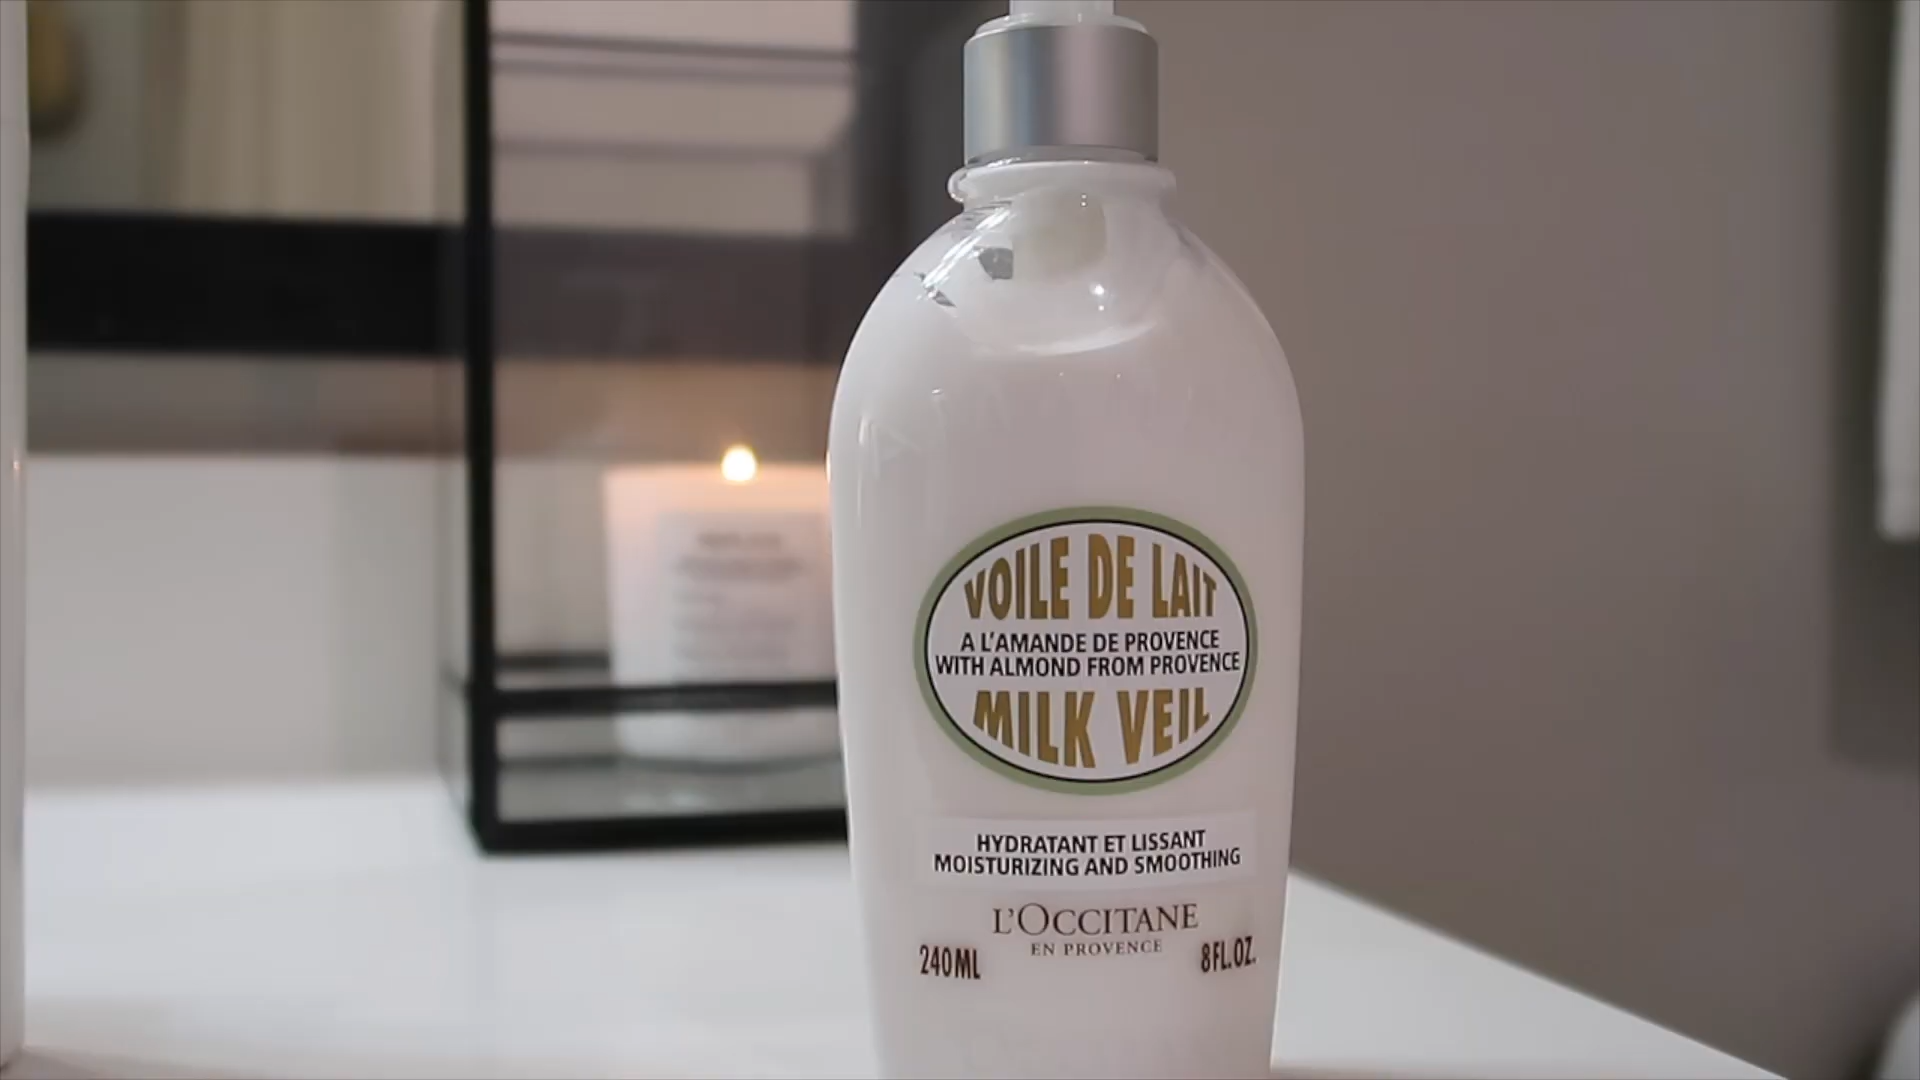 VOILE DE LAIT
A L'AMANDE DE PROVENCE
WITH ALMOND FROM PROVENCE
MILK VEIL
HYDRATANT ET LISSANT
MOISTURIZING AND SMOOTHING
L'OCCITANE
EN PROVENCE
240ML
8FL.OZ.